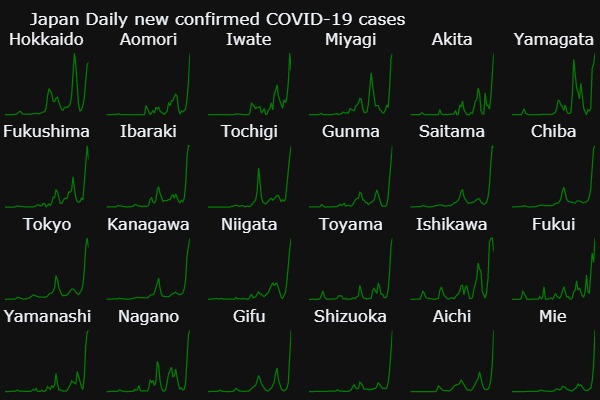 Japan Daily new confirmed COVID-19 cases
Hokkaido Aomori Iwate Miyagi Akita Yamagata
Fukushima Ibaraki Tochigi Gunma Saitama Chiba
Tokyo Kanagawa Niigata Toyama Ishikawa Fukui
Yamanashi Nagano Gifu Shizuoka Aichi Mie